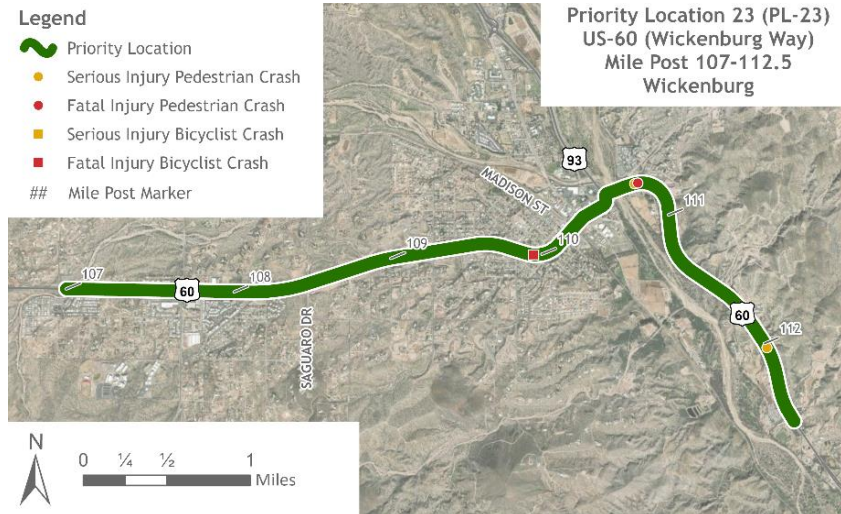 Legend
Priority Location
Serious Injury Pedestrian Crash
Fatal Injury Pedestrian Crash
Serious Injury Bicyclist Crash
Fatal Injury Bicyclist Crash
## Mile Post Marker
Priority Location 23 (PL-23)
US-60 (Wickenburg Way)
Mile Post 107-112.5
Wickenburg
93
MADISON ST
111
110
109
107
108
60
SAGUARO DR
60
112
N
0 ¼ ½ 1
Miles